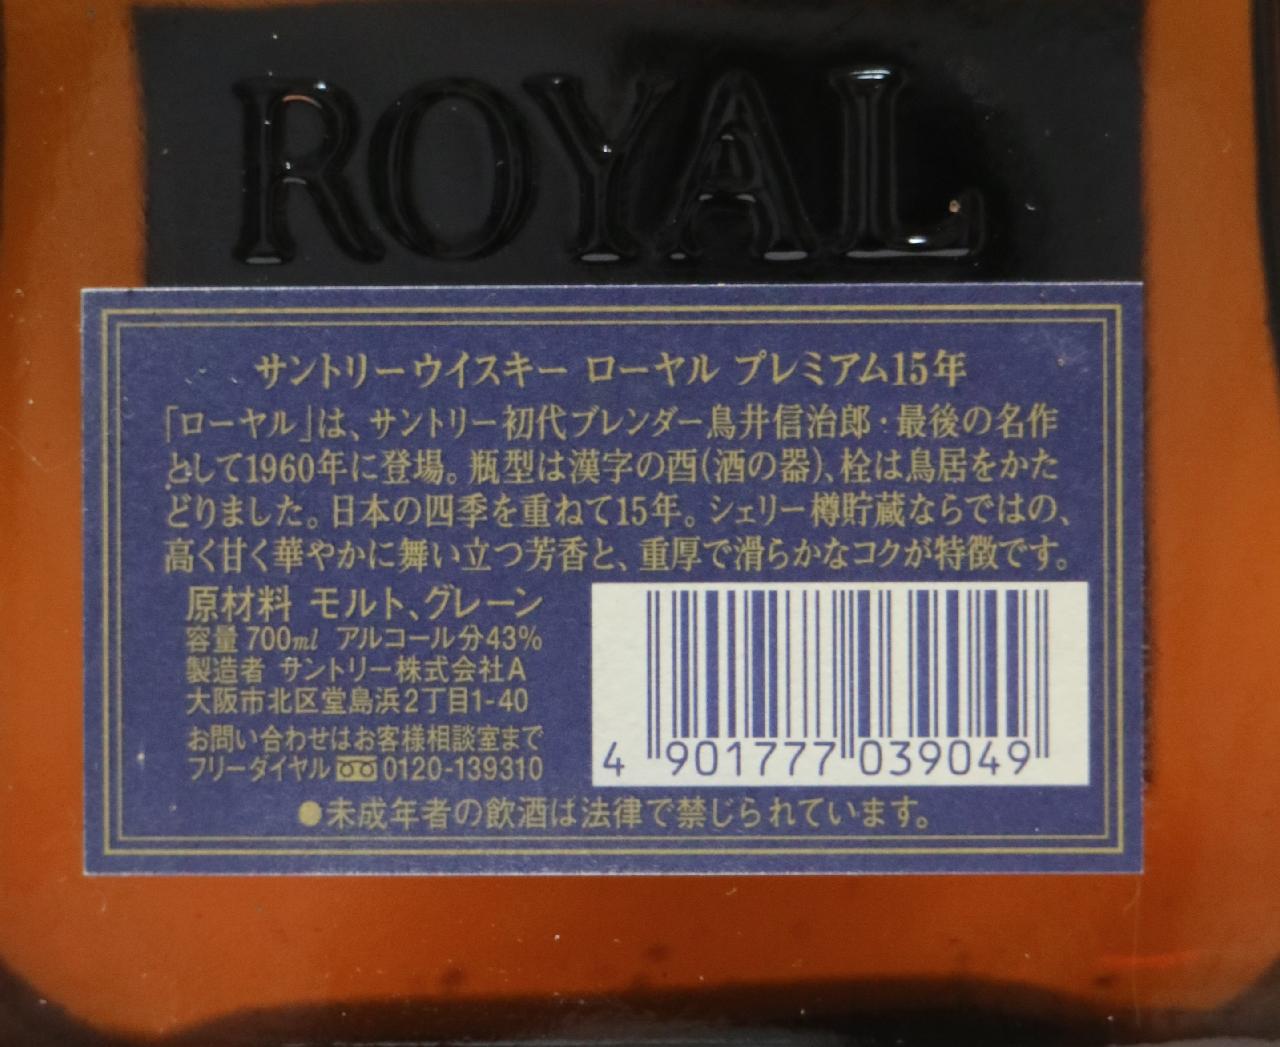 ROYAL
サントリーウイスキー ローヤル プレミアム15年
「ローヤル」は、サントリー初代ブレンダー鳥井信治郎・最後の名作
として1960年に登場。瓶型は漢字の酉(酒の器)、栓は鳥居をかた
どりました。日本の四季を重ねて15年。シェリー樽貯蔵ならではの、
高く甘く華やかに舞い立つ芳香と、重厚で滑らかなコクが特徴です。
原材料 モルト、グレーン
容量 700ml アルコール分43%
製造者 サントリー株式会社A
大阪市北区堂島浜2丁目1-40
お問い合わせはお客様相談室まで
フリーダイヤル 0120-139310
4 901777 039049
●未成年者の飲酒は法律で禁じられています。